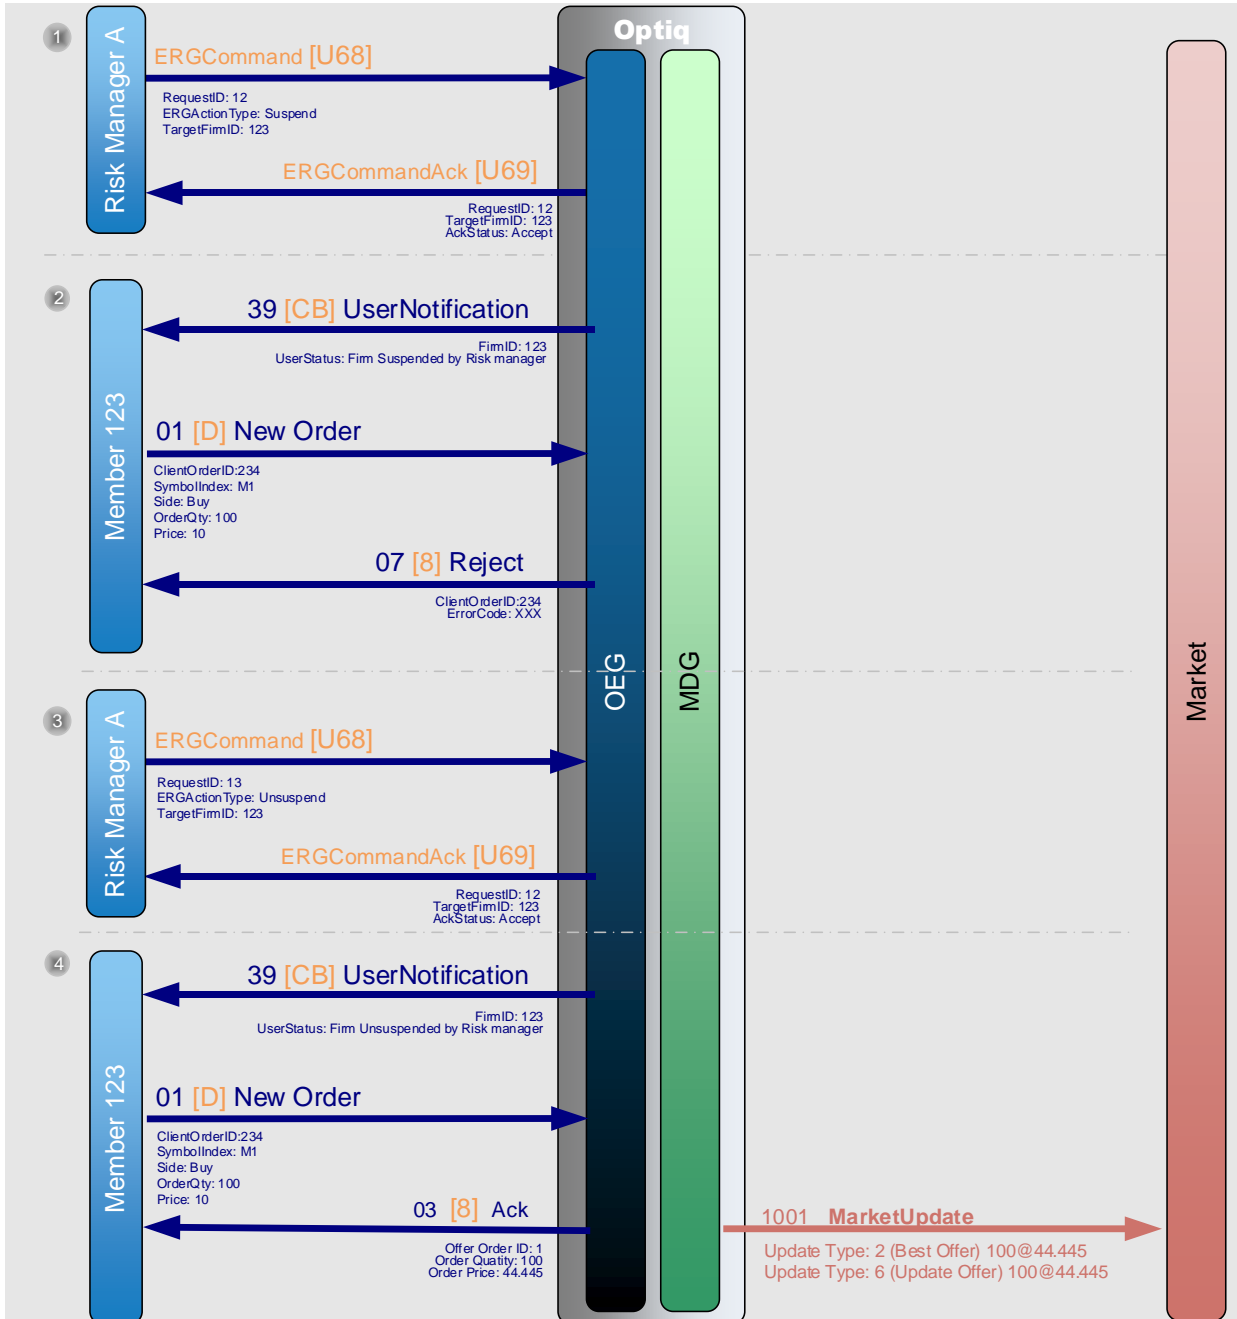 Optiq
1
Risk Manager A
ERGCommand [U68]
RequestID: 12
ERGActionType: Suspend
TargetFirmID: 123
ERGCommandAck [U69]
RequestID: 12
TargetFirmID: 123
AckStatus: Accept
2
Member 123
39 [CB] UserNotification
FirmID: 123
UserStatus: Firm Suspended by Risk manager
01 [D] New Order
ClientOrderID:234
SymbolIndex: M1
Side: Buy
OrderQty: 100
Price: 10
07 [8] Reject
ClientOrderID:234
ErrorCode: XXX
OEG
MDG
Market
3
Risk Manager A
ERGCommand [U68]
RequestID: 13
ERGActionType: Unsuspend
TargetFirmID: 123
ERGCommandAck [U69]
RequestID: 12
TargetFirmID: 123
AckStatus: Accept
4
Member 123
39 [CB] UserNotification
FirmID: 123
UserStatus: Firm Unsuspended by Risk manager
01 [D] New Order
ClientOrderID:234
SymbolIndex: M1
Side: Buy
OrderQty: 100
Price: 10
03 [8] Ack
Offer Order ID: 1
Order Quatity: 100
Order Price: 44.445
1001 MarketUpdate
Update Type: 2 (Best Offer) 100@44.445
Update Type: 6 (Update Offer) 100@44.445